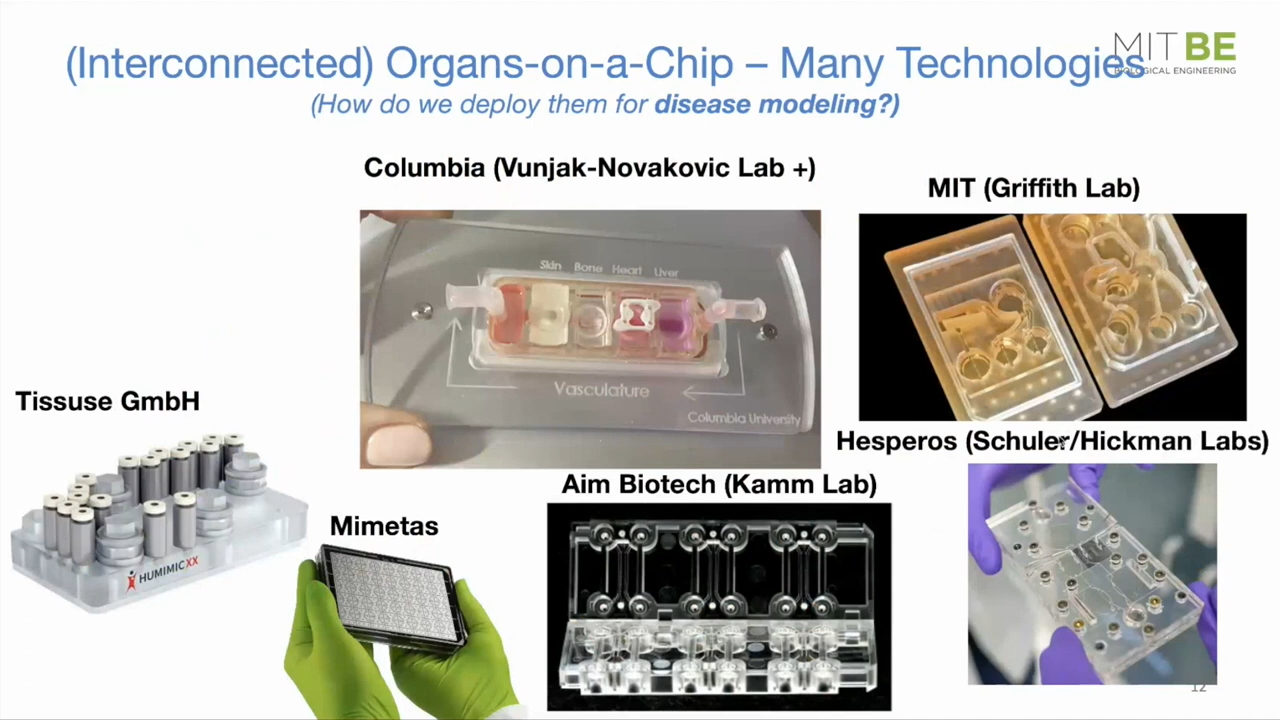 (Interconnected) Organs-on-a-Chip – Many Technologies
MIT BE
BIOLOGICAL ENGINEERING
(How do we deploy them for disease modeling?)
Columbia (Vunjak-Novakovic Lab +)
MIT (Griffith Lab)
Skin Bone Heart Liver
Vasculature
Columbia University
Tissuse GmbH
HUMIMIC XX
Mimetas
Aim Biotech (Kamm Lab)
Hesperos (Schuler/Hickman Labs)
12